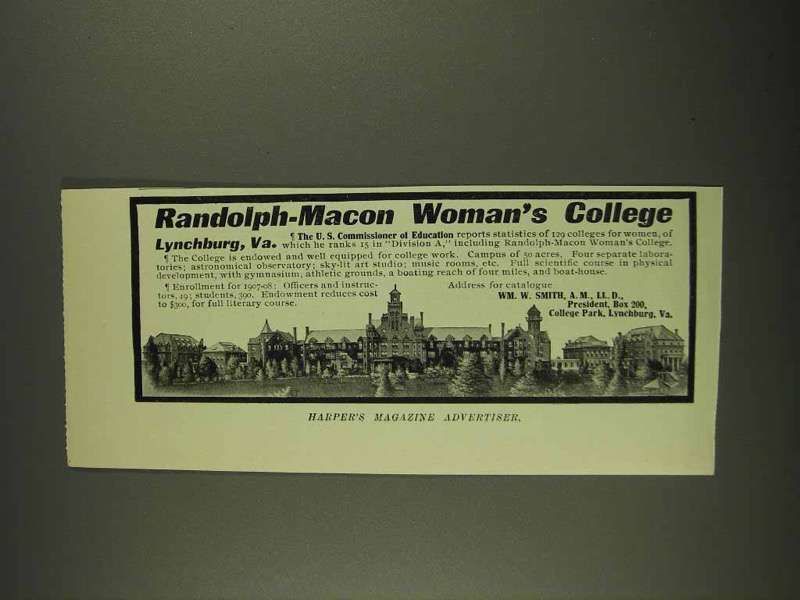 Randolph-Macon Woman's College
Lynchburg, Va.
¶ The U. S. Commissioner of Education reports statistics of 129 colleges for women, of
which he ranks 15 in "Division A," including Randolph-Macon Woman's College.
¶ The College is endowed and well equipped for college work. Campus of 50 acres. Four separate labora-
tories; astronomical observatory; sky-lit art studio; music rooms, etc. Full scientific course in physical
development, with gymnasium, athletic grounds, a boating reach of four miles, and boat-house.
¶ Enrollment for 1907-08: Officers and instruc-
tors, 49; students, 390. Endowment reduces cost
to $300, for full literary course.
Address for catalogue
WM. W. SMITH, A. M., LL. D.,
President, Box 200,
College Park, Lynchburg, Va.
HARPER'S MAGAZINE ADVERTISER.